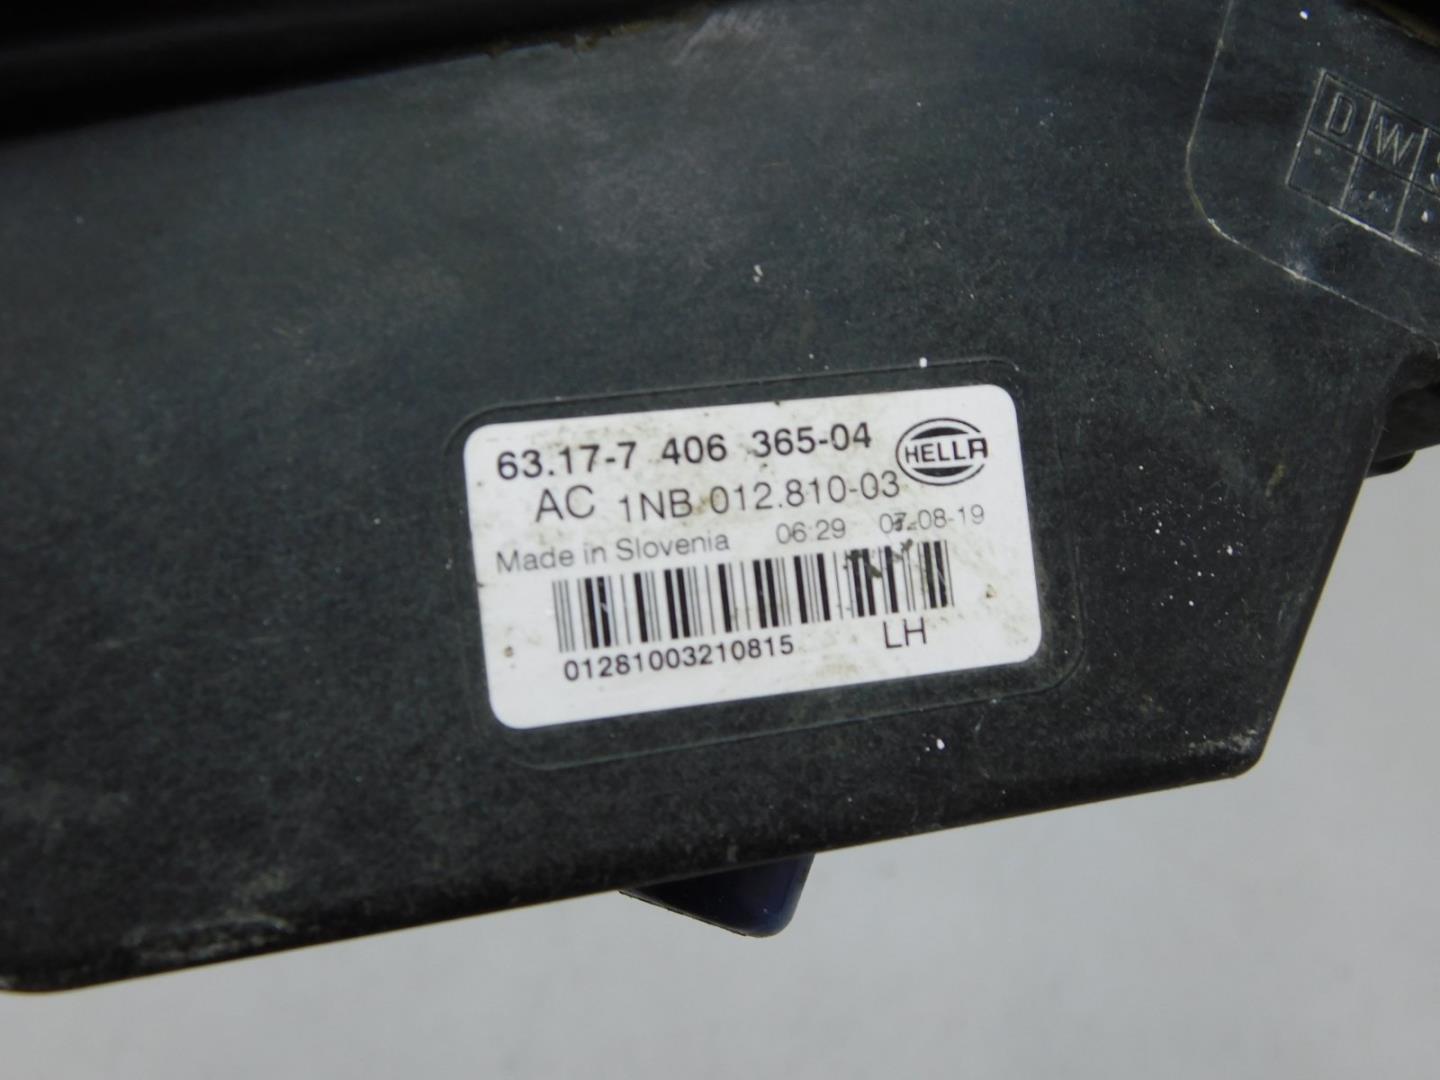 D W S
63.17-7 406 365-04
HELLA
AC 1NB 012.810-03
Made in Slovenia 06:29 07-08-19
01281003210815 LH